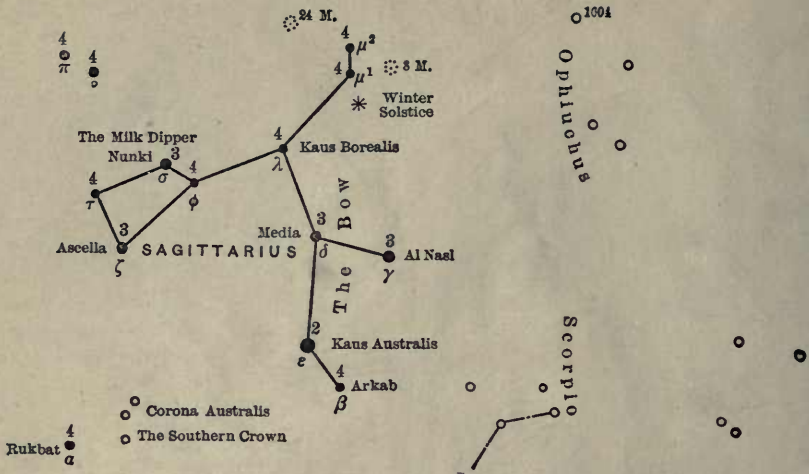 24 M.
1604
4
π
4
ο
4
μ²
4
μ¹
8 M.
Winter
Solstice
Ophiuchus
The Milk Dipper
Nunki
3
σ
4
φ
4
λ
Kaus Borealis
4
τ
3
ζ
Ascella
SAGITTARIUS
The Bow
Media
3
δ
3
γ
Al Nasl
2
ε
Kaus Australis
4
β
Arkab
Scorpio
Corona Australis
The Southern Crown
Rukbat
4
α